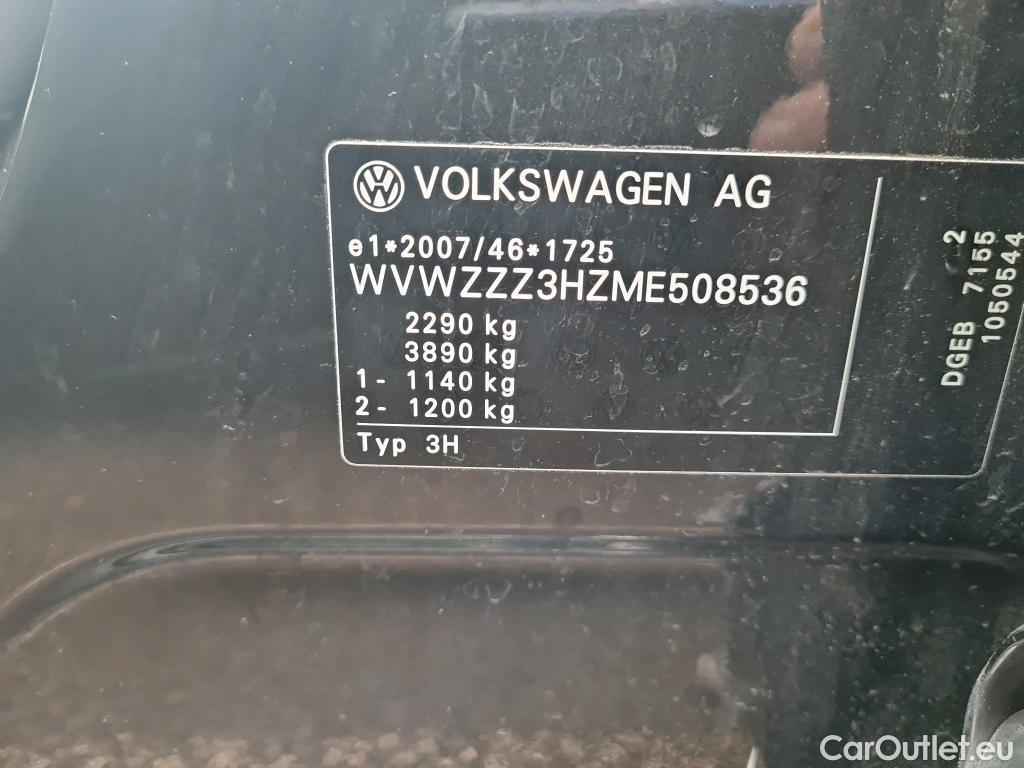 VOLKSWAGEN AG
e1*2007/46*1725
WVWZZZ3HZME508536
2290 kg
3890 kg
1- 1140 kg
2- 1200 kg
Typ 3H
DGEB 7155 2
1050544
CarOutlet.eu